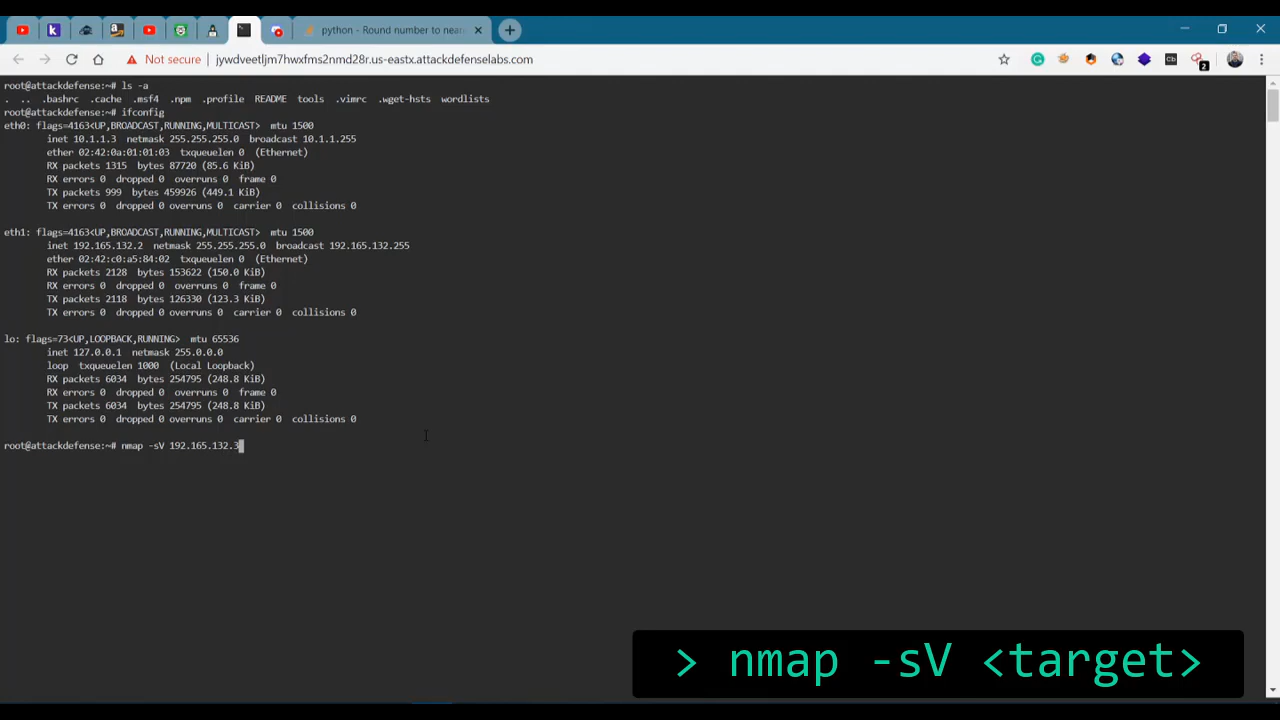 python - Round number to near
Not secure
jywdveetljm7hwxfms2nmd28r.us-eastx.attackdefenselabs.com
Cb
2
root@attackdefense:~# ls -a
. .. .bashrc .cache .msf4 .npm .profile README tools .vimrc .wget-hsts wordlists
root@attackdefense:~# ifconfig
eth0: flags=4163<UP,BROADCAST,RUNNING,MULTICAST> mtu 1500
inet 10.1.1.3 netmask 255.255.255.0 broadcast 10.1.1.255
ether 02:42:0a:01:01:03 txqueuelen 0 (Ethernet)
RX packets 1315 bytes 87720 (85.6 KiB)
RX errors 0 dropped 0 overruns 0 frame 0
TX packets 999 bytes 459926 (449.1 KiB)
TX errors 0 dropped 0 overruns 0 carrier 0 collisions 0
eth1: flags=4163<UP,BROADCAST,RUNNING,MULTICAST> mtu 1500
inet 192.165.132.2 netmask 255.255.255.0 broadcast 192.165.132.255
ether 02:42:c0:a5:84:02 txqueuelen 0 (Ethernet)
RX packets 2128 bytes 153622 (150.0 KiB)
RX errors 0 dropped 0 overruns 0 frame 0
TX packets 2118 bytes 126330 (123.3 KiB)
TX errors 0 dropped 0 overruns 0 carrier 0 collisions 0
lo: flags=73<UP,LOOPBACK,RUNNING> mtu 65536
inet 127.0.0.1 netmask 255.0.0.0
loop txqueuelen 1000 (Local Loopback)
RX packets 6034 bytes 254795 (248.8 KiB)
RX errors 0 dropped 0 overruns 0 frame 0
TX packets 6034 bytes 254795 (248.8 KiB)
TX errors 0 dropped 0 overruns 0 carrier 0 collisions 0
root@attackdefense:~# nmap -sV 192.165.132.3
> nmap -sV <target>